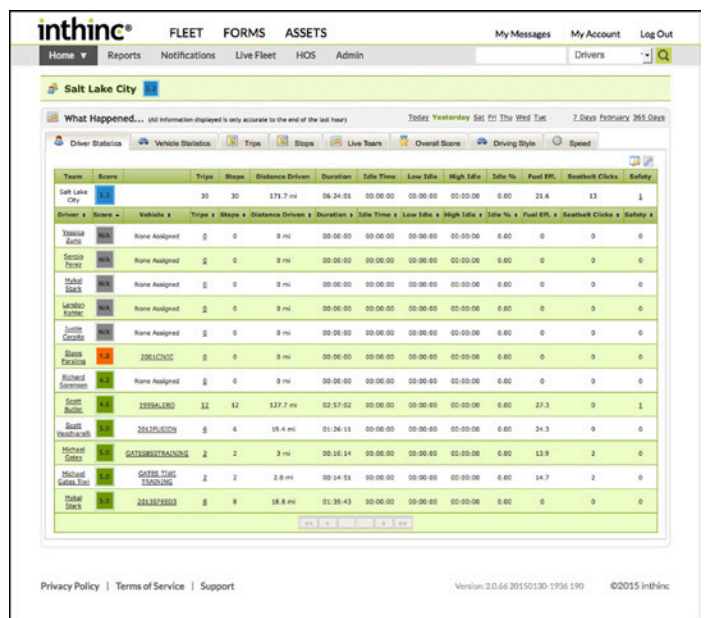 inthinc® FLEET FORMS ASSETS My Messages My Account Log Out
Home ▼ Reports Notifications Live Fleet HOS Admin Drivers
Salt Lake City 3.3
What Happened... (All information displayed is only accurate to the end of the last hour) Today Yesterday Sat Fri Thu Wed Tue 7 Days February 365 Days
Driver Statistics Vehicle Statistics Trips Stops Live Team Overall Score Driving Style Speed
Team Score Trips Stops Distance Driven Duration Idle Time Low Idle High Idle Idle % Fuel Eff. Seatbelt Clicks Safety
Salt Lake City 3.3 30 30 171.7 mi 06:24:01 00:00:00 00:00:00 00:00:00 0.00 21.6 13 1
Driver Score Vehicle Trips Stops Distance Driven Duration Idle Time Low Idle High Idle Idle % Fuel Eff. Seatbelt Clicks Safety
Yessica Zuno N/A None Assigned 0 0 0 mi 00:00:00 00:00:00 00:00:00 00:00:00 0.00 0 0 0
Sergio Perez N/A None Assigned 0 0 0 mi 00:00:00 00:00:00 00:00:00 00:00:00 0.00 0 0 0
Hykal Stark N/A None Assigned 0 0 0 mi 00:00:00 00:00:00 00:00:00 00:00:00 0.00 0 0 0
Landon Kohler N/A None Assigned 0 0 0 mi 00:00:00 00:00:00 00:00:00 00:00:00 0.00 0 0 0
Justin N/A None Assigned 0 0 0 mi 00:00:00 00:00:00 00:00:00 00:00:00 0.00 0 0 0
Steve 2001CIVIC 0 0 0 mi 00:00:00 00:00:00 00:00:00 00:00:00 0.00 0 0 0
Richard Sorensen 4.3 None Assigned 0 0 0 mi 00:00:00 00:00:00 00:00:00 00:00:00 0.00 0 0 0
Scott Butler 4.6 1999ALERO 12 12 127.7 mi 02:57:02 00:00:00 00:00:00 00:00:00 0.00 27.3 0 1
Scott Vecchiarelli 5.0 2012FUSION 6 6 19.4 mi 01:26:11 00:00:00 00:00:00 00:00:00 0.00 24.3 9 0
Michael Gates 5.0 GATES850TRAINING 2 2 3 mi 00:10:14 00:00:00 00:00:00 00:00:00 0.00 13.9 2 0
Michael Gates Tiwi 5.0 GATES TIWI TRAINING 2 2 2.8 mi 00:14:51 00:00:00 00:00:00 00:00:00 0.00 14.7 2 0
Hykal Stark 5.0 2013SPEED3 8 8 18.8 mi 01:35:43 00:00:00 00:00:00 00:00:00 0.00 0 0 0
Privacy Policy | Terms of Service | Support Version: 2.0.66 20150130-1936 190 ©2015 inthinc